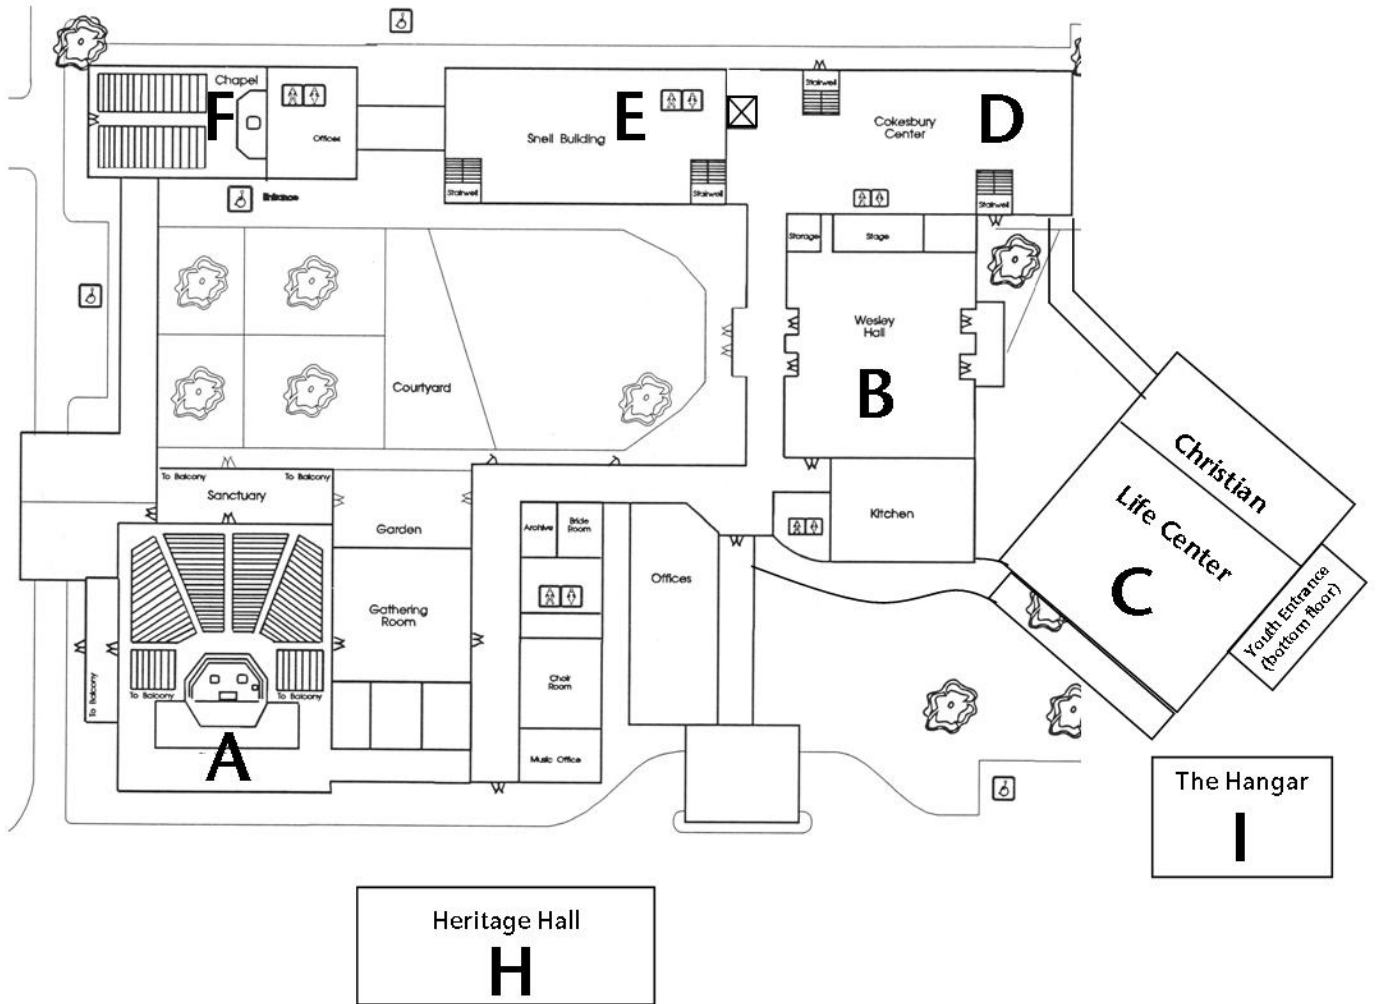 Chapel
F
Offices
Entrance
Snell Building
E
Stairwell
Stairwell
Stairwell
Cokesbury
Center
D
Stairwell
Storage
Stage
Wesley
Hall
B
Courtyard
To Balcony
To Balcony
Sanctuary
Garden
Gathering
Room
To Balcony
To Balcony
To Balcony
A
Archive
Bride
Room
Choir
Room
Music Office
Offices
Kitchen
Christian
Life Center
C
Youth Entrance
(bottom floor)
The Hangar
I
Heritage Hall
H